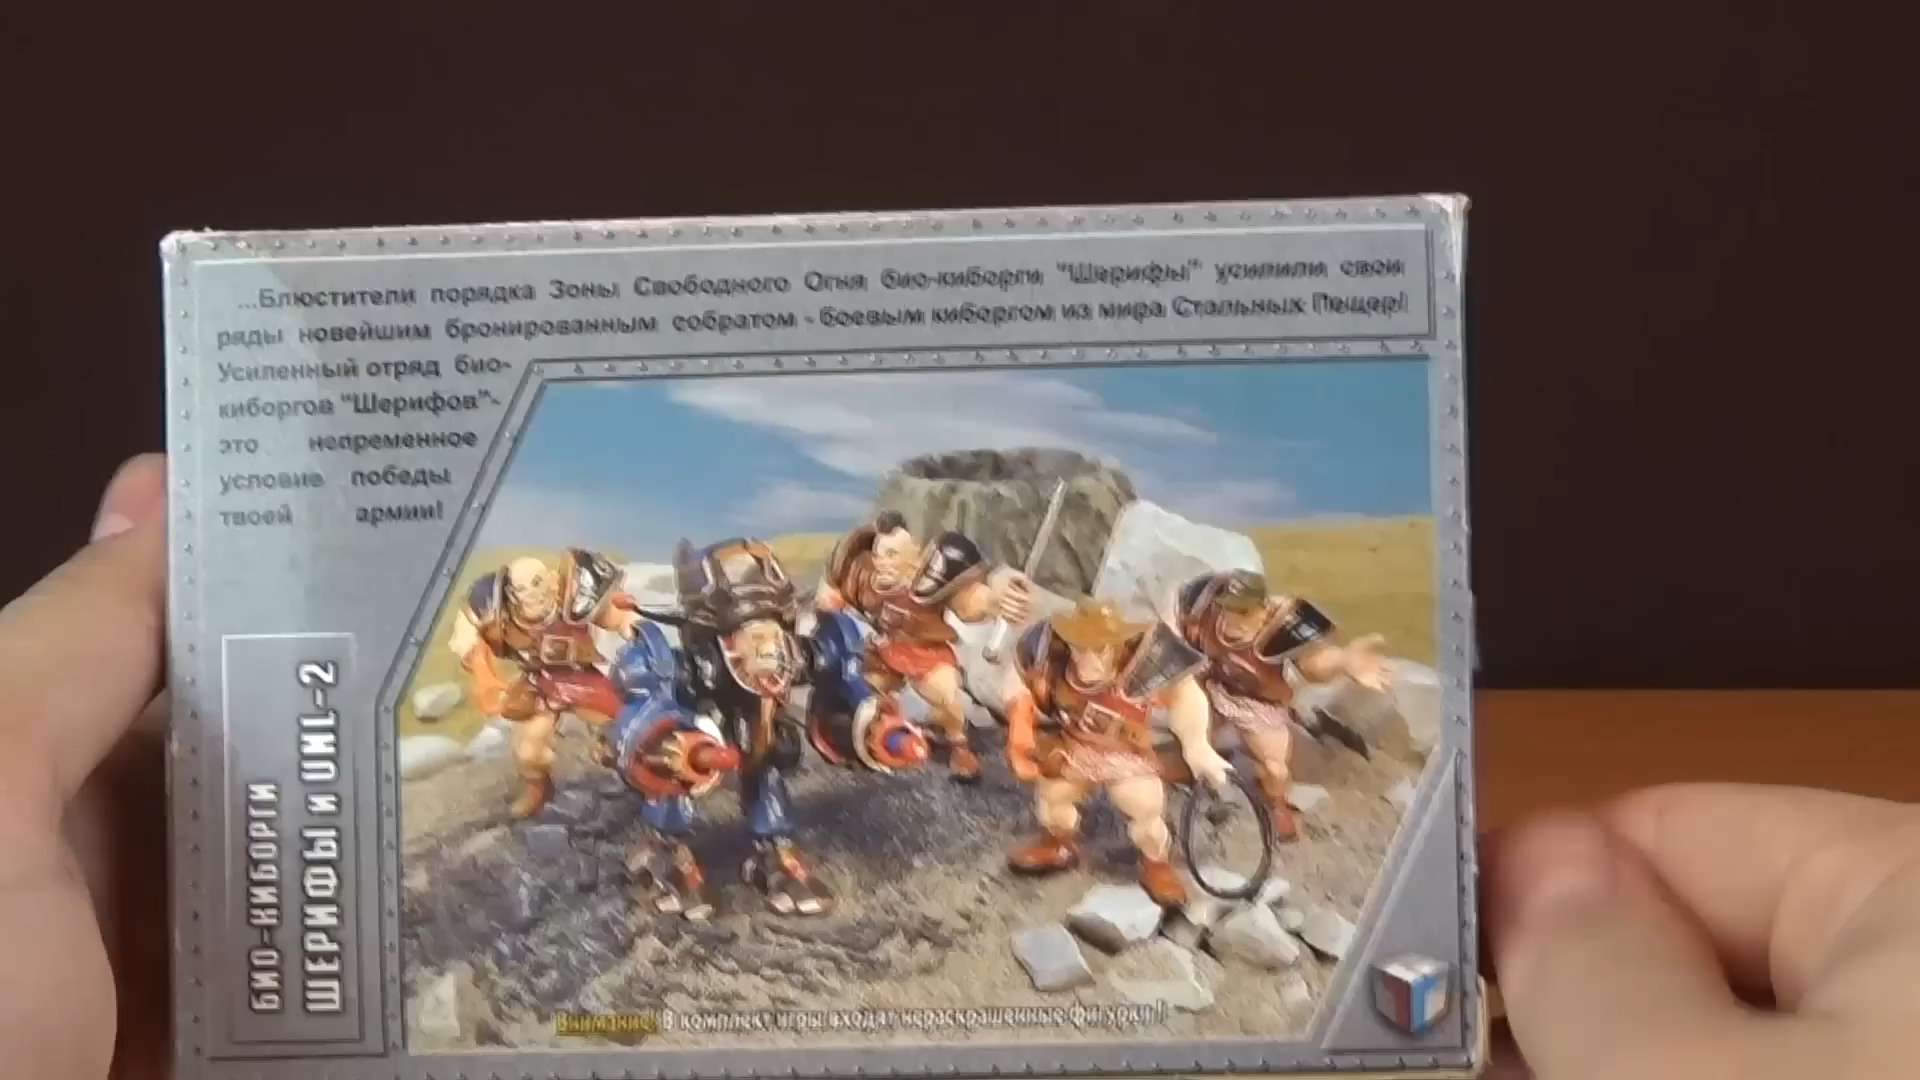 ...Блюстители порядка Зоны Свободного Огня био-киборги "Шерифы" усилили свои
ряды новейшим бронированным собратом - боевым киборгом из мира Стальных Пещер!
Усиленный отряд био-
киборгов "Шерифов"-
это непременное
условие победы
твоей армии!
БИО-КИБОРГИ
ШЕРИФЫ и UML-2
Внимание! В комплект игры входят нераскрашенные фигурки!